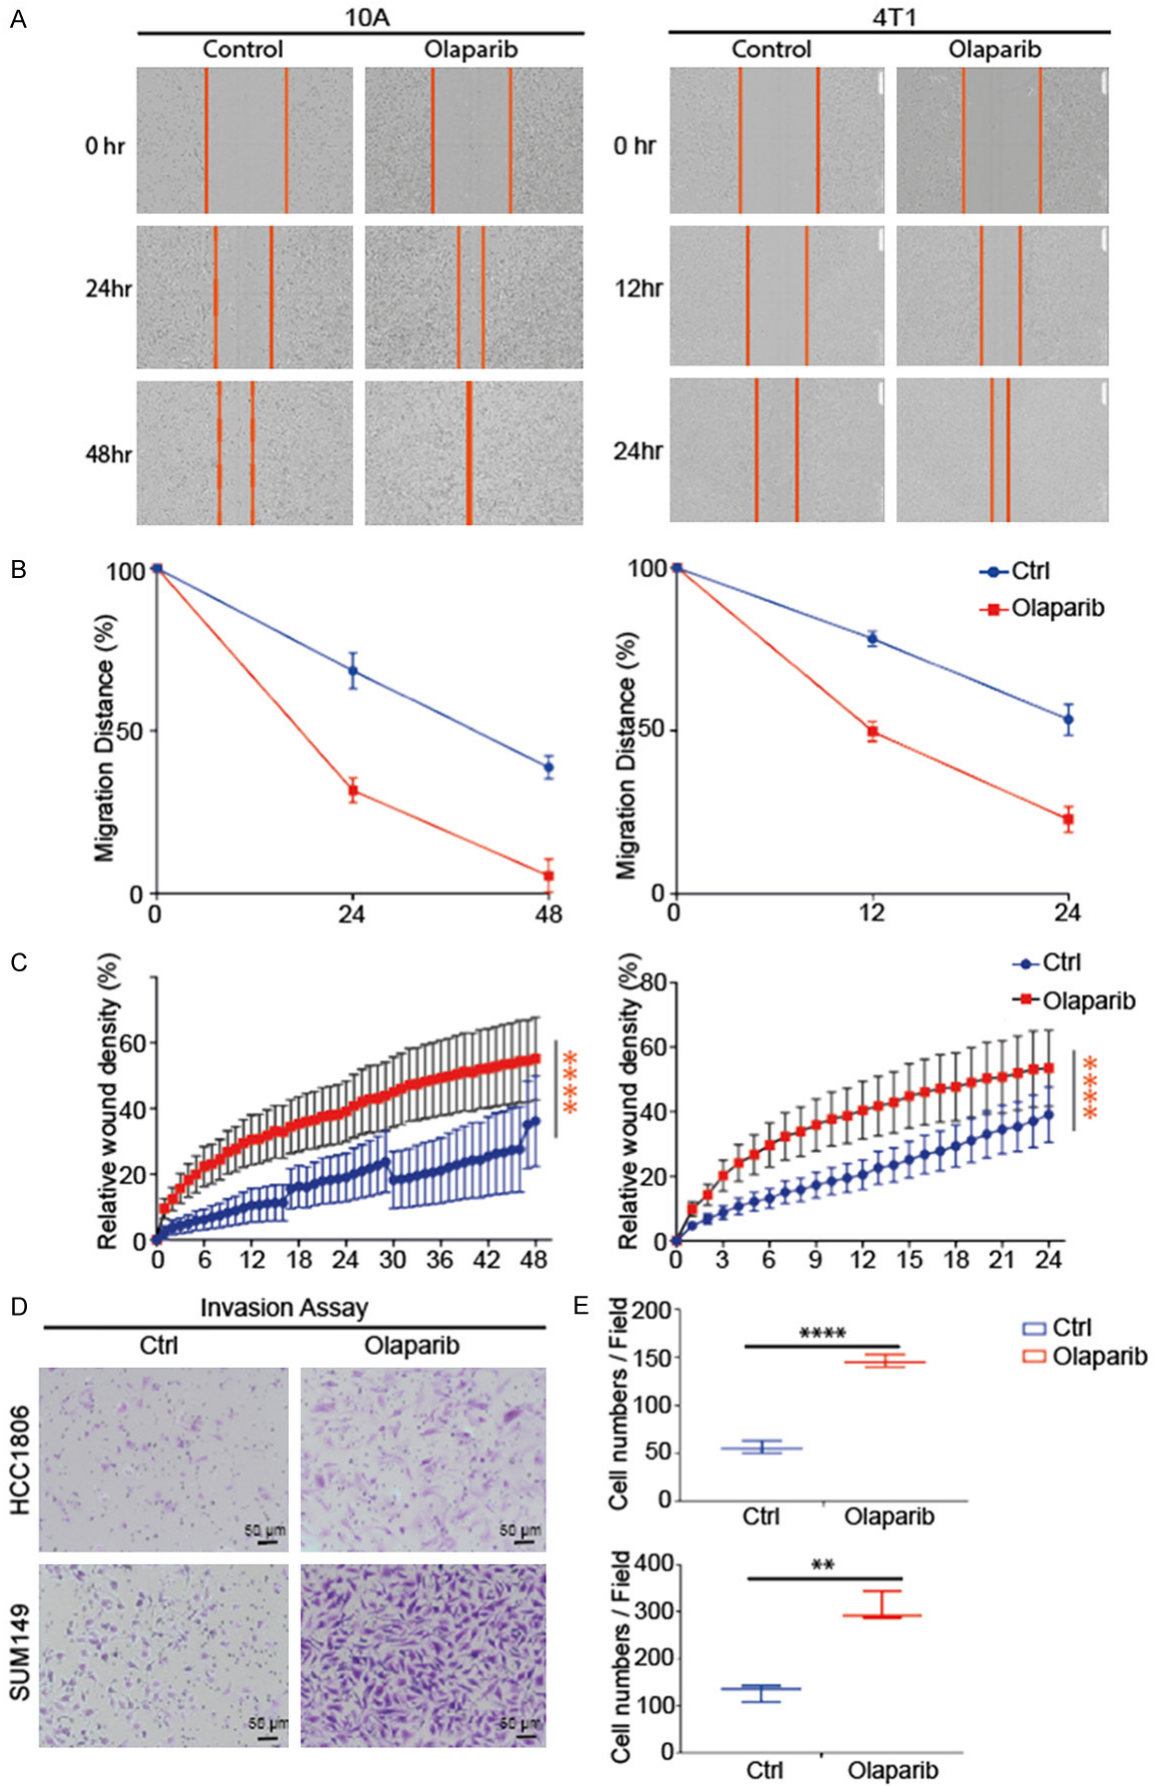 A
10A
4T1
Control
Olaparib
Control
Olaparib
0 hr
0 hr
24hr
12hr
48hr
24hr
B
Migration Distance (%)
100
50
0
0
24
48
Migration Distance (%)
100
50
0
0
12
24
Ctrl
Olaparib
C
Relative wound density (%)
60
40
20
0
0 6 12 18 24 30 36 42 48
****
Relative wound density (%)
80
60
40
20
0
0 3 6 9 12 15 18 21 24
Ctrl
Olaparib
****
D
Invasion Assay
Ctrl
Olaparib
HCC1806
50 µm
50 µm
SUM149
50 µm
50 µm
E
Cell numbers / Field
200
150
100
50
0
****
Ctrl
Olaparib
Ctrl
Olaparib
Cell numbers / Field
400
300
200
100
0
**
Ctrl
Olaparib